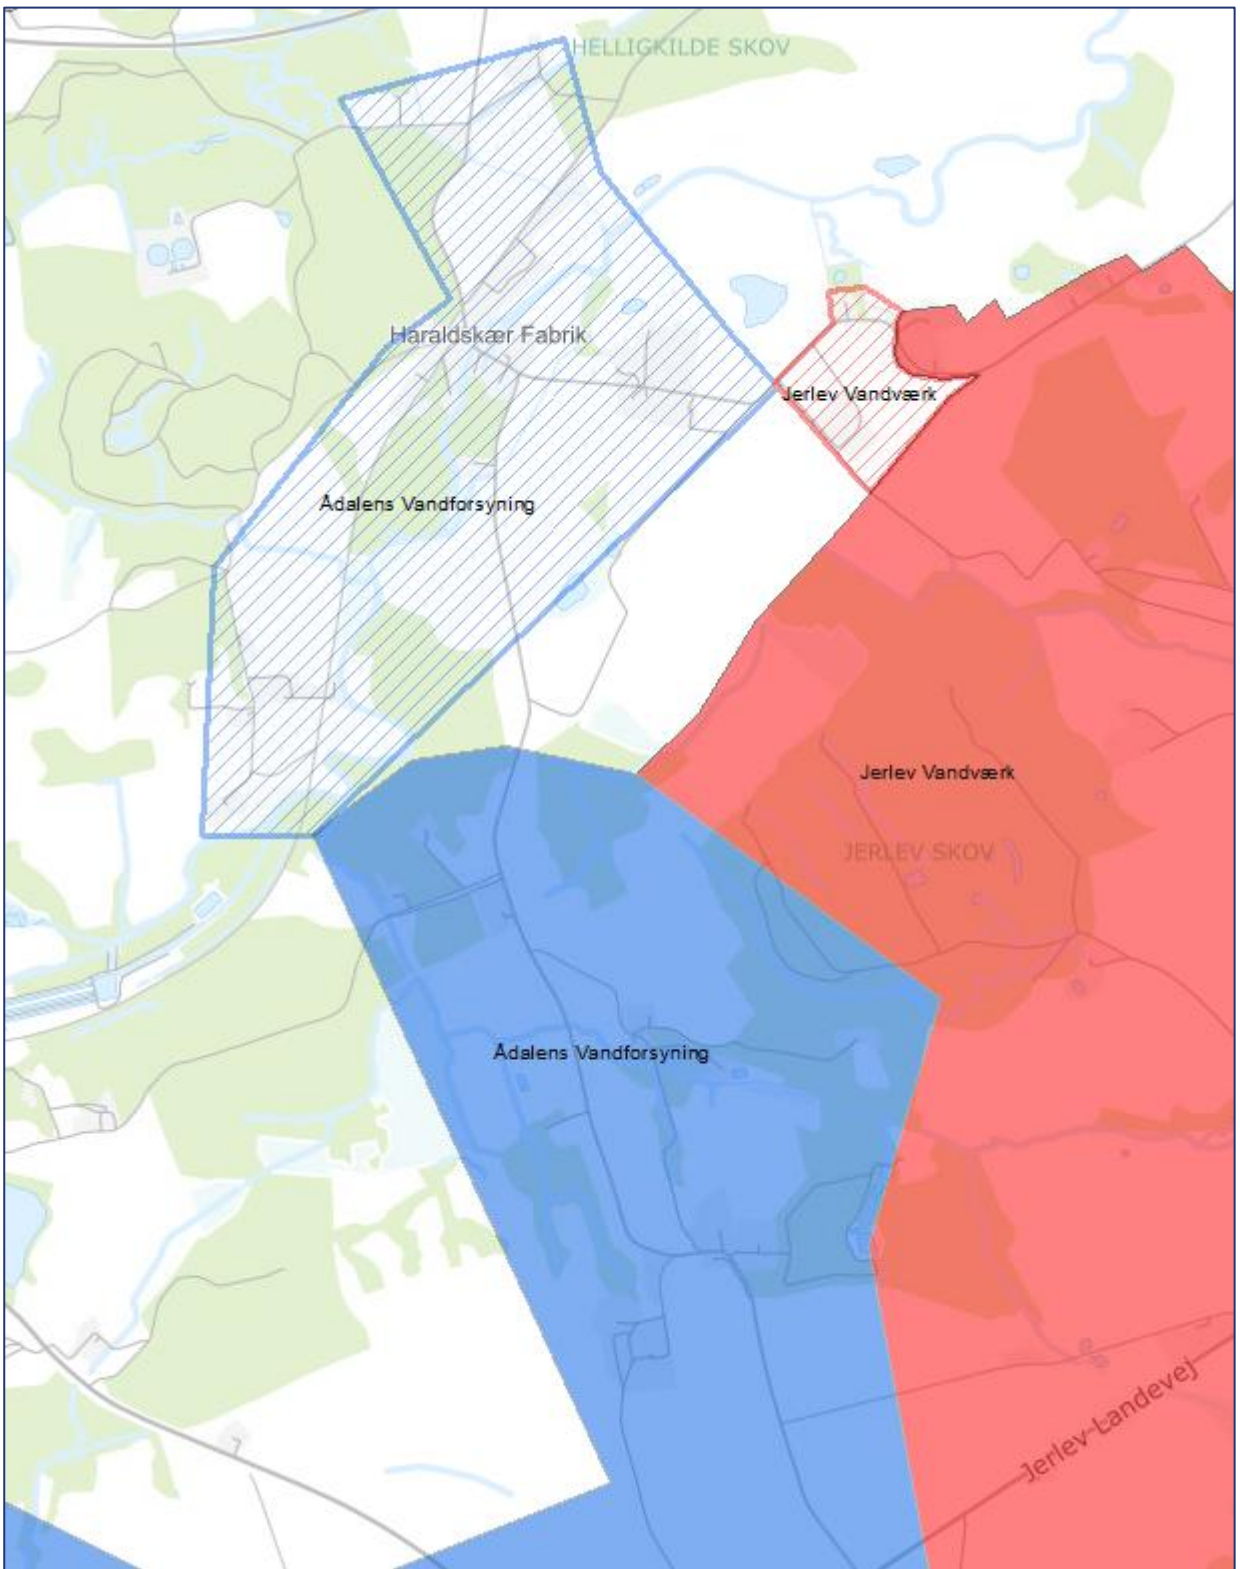 HELLIGKILDE SKOV
Haraldskær Fabrik
Jerlev Vandværk
Ådalens Vandforsyning
Jerlev Vandværk
JERLEV SKOV
Ådalens Vandforsyning
Jerlev Landevej